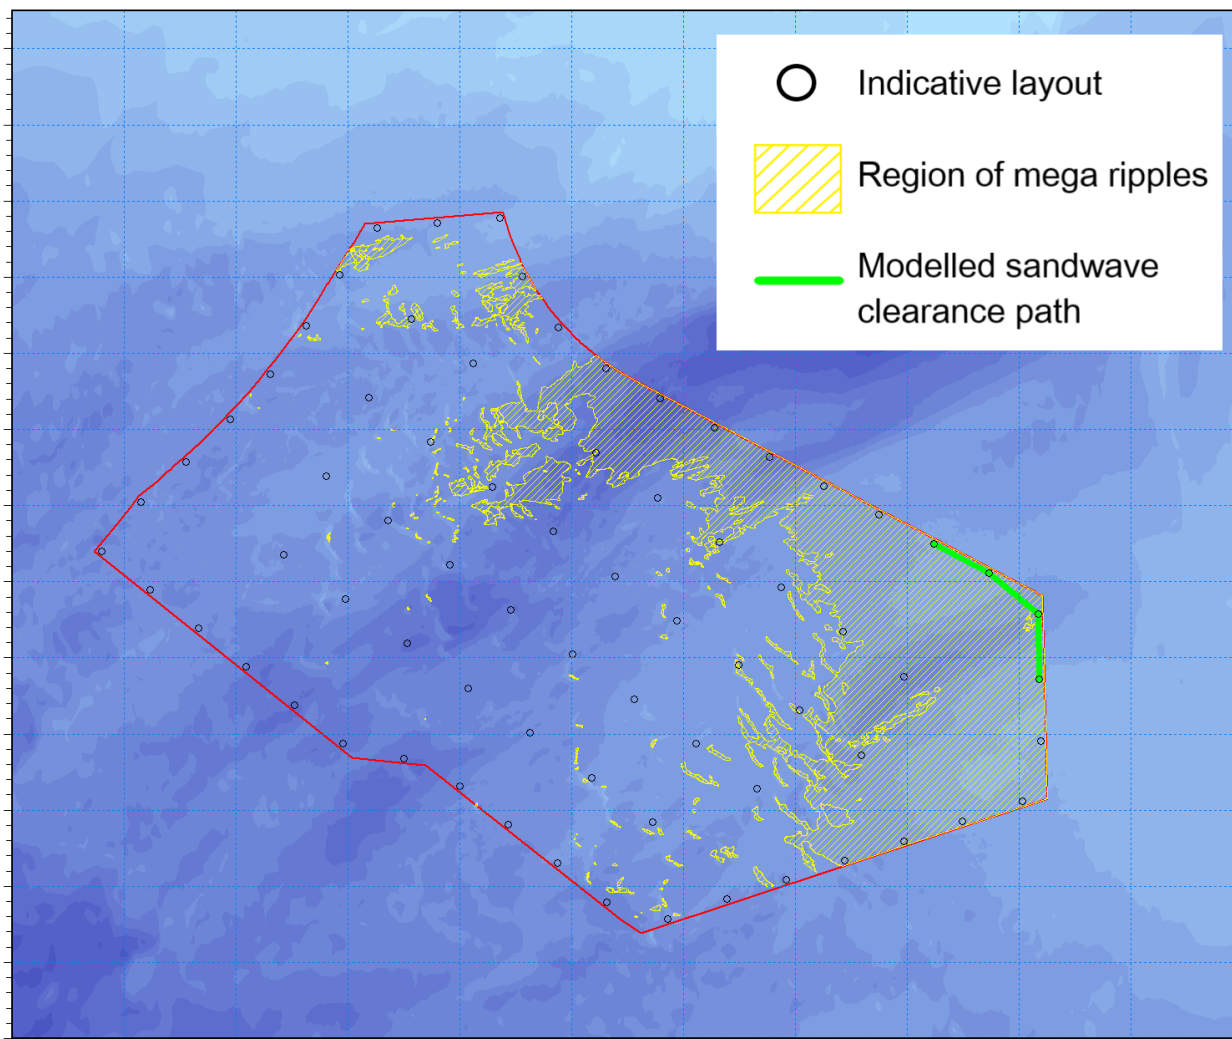 Indicative layout
Region of mega ripples
Modelled sandwave
clearance path